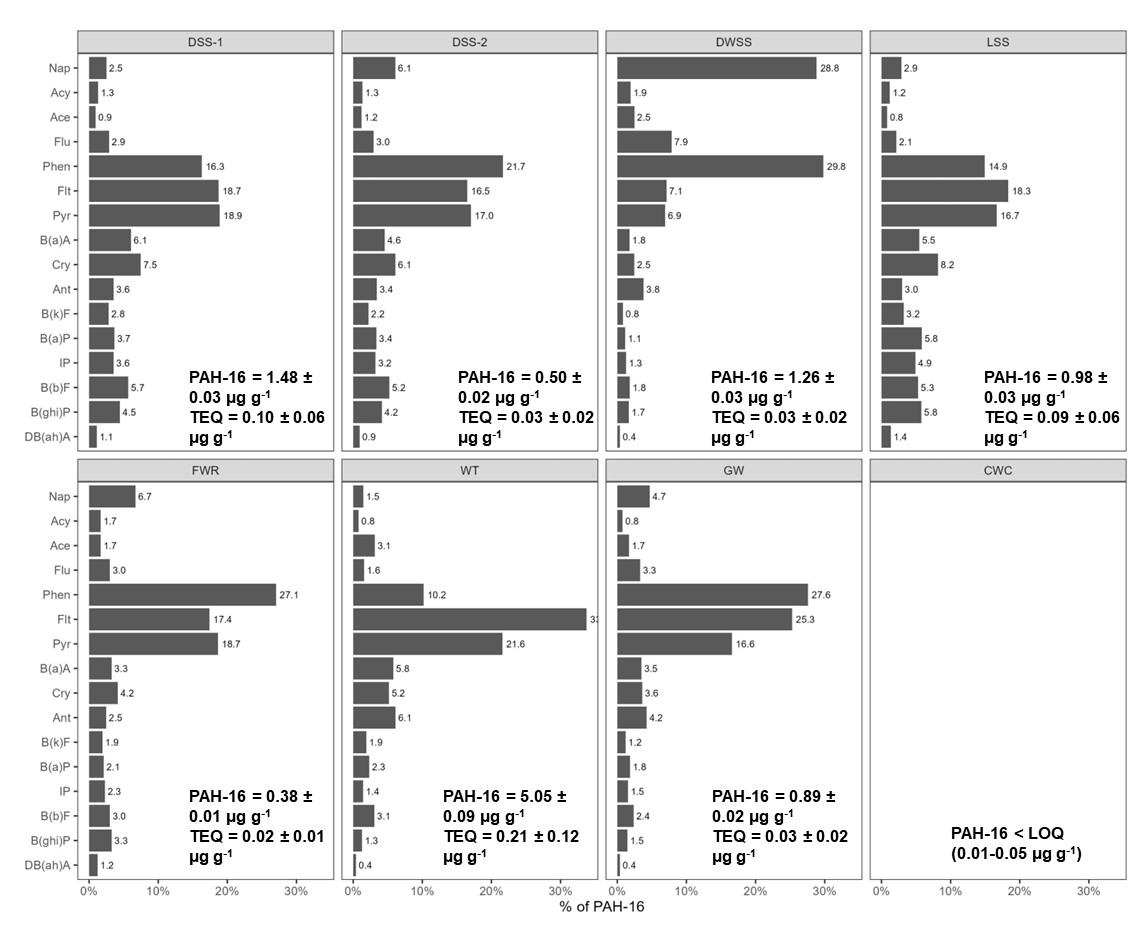 DSS-1 DSS-2 DWSS LSS
Nap 2.5 6.1 28.8 2.9
Acy 1.3 1.3 1.9 1.2
Ace 0.9 1.2 2.5 0.8
Flu 2.9 3.0 7.9 2.1
Phen 16.3 21.7 29.8 14.9
Flt 18.7 16.5 7.1 18.3
Pyr 18.9 17.0 6.9 16.7
B(a)A 6.1 4.6 1.8 5.5
Cry 7.5 6.1 2.5 8.2
Ant 3.6 3.4 3.8 3.0
B(k)F 2.8 2.2 0.8 3.2
B(a)P 3.7 3.4 1.1 5.8
IP 3.6 3.2 1.3 4.9
B(b)F 5.7 5.2 1.8 5.3
B(ghi)P 4.5 4.2 1.7 5.8
DB(ah)A 1.1 0.9 0.4 1.4
PAH-16 = 1.48 ±
0.03 µg g-1
TEQ = 0.10 ± 0.06
µg g-1
PAH-16 = 0.50 ±
0.02 µg g-1
TEQ = 0.03 ± 0.02
µg g-1
PAH-16 = 1.26 ±
0.03 µg g-1
TEQ = 0.03 ± 0.02
µg g-1
PAH-16 = 0.98 ±
0.03 µg g-1
TEQ = 0.09 ± 0.06
µg g-1
FWR WT GW CWC
Nap 6.7 1.5 4.7
Acy 1.7 0.8 0.8
Ace 1.7 3.1 1.7
Flu 3.0 1.6 3.3
Phen 27.1 10.2 27.6
Flt 17.4 25.3
Pyr 18.7 21.6 16.6
B(a)A 3.3 5.8 3.5
Cry 4.2 5.2 3.6
Ant 2.5 6.1 4.2
B(k)F 1.9 1.9 1.2
B(a)P 2.1 2.3 1.8
IP 2.3 1.4 1.5
B(b)F 3.0 3.1 2.4
B(ghi)P 3.3 1.3 1.5
DB(ah)A 1.2 0.4 0.4
PAH-16 = 0.38 ±
0.01 µg g-1
TEQ = 0.02 ± 0.01
µg g-1
PAH-16 = 5.05 ±
0.09 µg g-1
TEQ = 0.21 ± 0.12
µg g-1
PAH-16 = 0.89 ±
0.02 µg g-1
TEQ = 0.03 ± 0.02
µg g-1
PAH-16 < LOQ
(0.01-0.05 µg g-1)
0% 10% 20% 30% 0% 10% 20% 30% 0% 10% 20% 30% 0% 10% 20% 30%
% of PAH-16